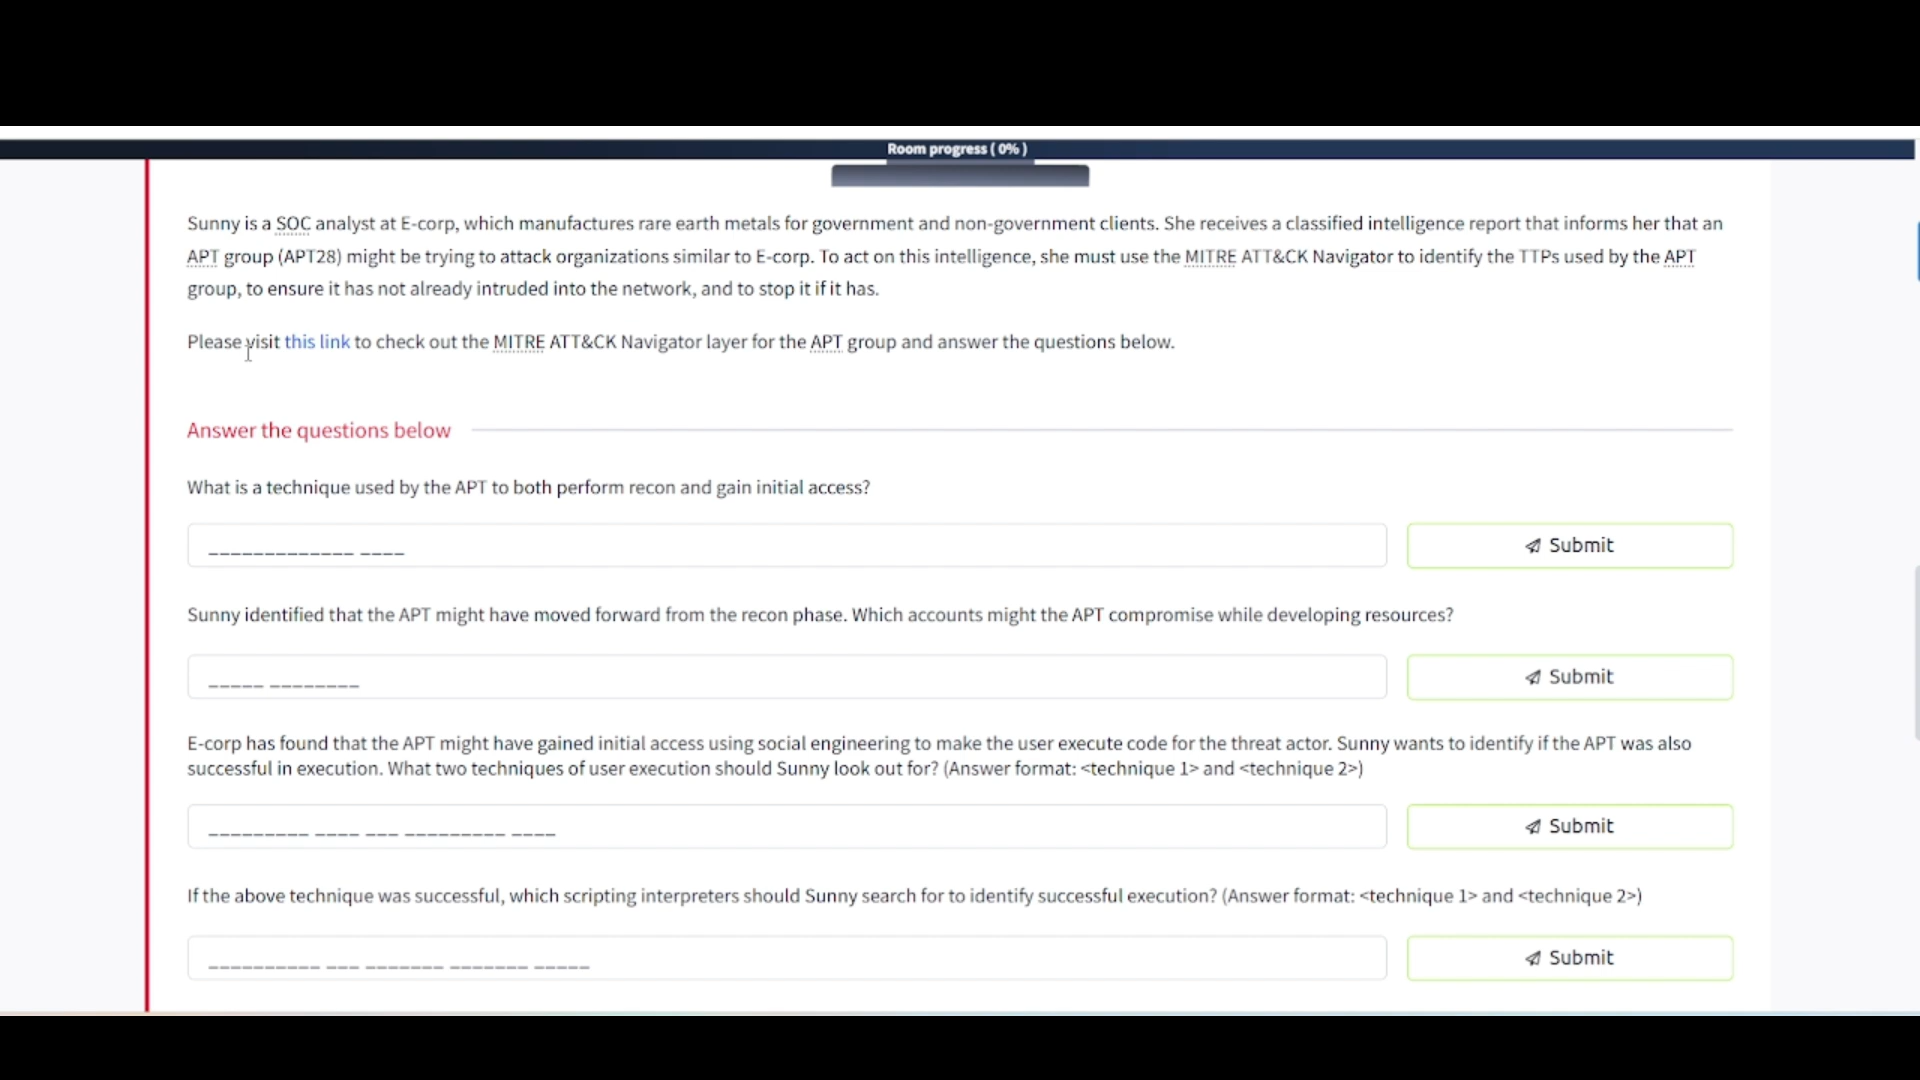 Room progress ( 0% )
Sunny is a SOC analyst at E-corp, which manufactures rare earth metals for government and non-government clients. She receives a classified intelligence report that informs her that an
APT group (APT28) might be trying to attack organizations similar to E-corp. To act on this intelligence, she must use the MITRE ATT&CK Navigator to identify the TTPs used by the APT
group, to ensure it has not already intruded into the network, and to stop it if it has.
Please visit this link to check out the MITRE ATT&CK Navigator layer for the APT group and answer the questions below.
Answer the questions below
What is a technique used by the APT to both perform recon and gain initial access?
_____________ ____
Submit
Sunny identified that the APT might have moved forward from the recon phase. Which accounts might the APT compromise while developing resources?
_____ ________
Submit
E-corp has found that the APT might have gained initial access using social engineering to make the user execute code for the threat actor. Sunny wants to identify if the APT was also
successful in execution. What two techniques of user execution should Sunny look out for? (Answer format: <technique 1> and <technique 2>)
_________ ____ ___ _________ ____
Submit
If the above technique was successful, which scripting interpreters should Sunny search for to identify successful execution? (Answer format: <technique 1> and <technique 2>)
__________ ___ _______ _______ _____
Submit